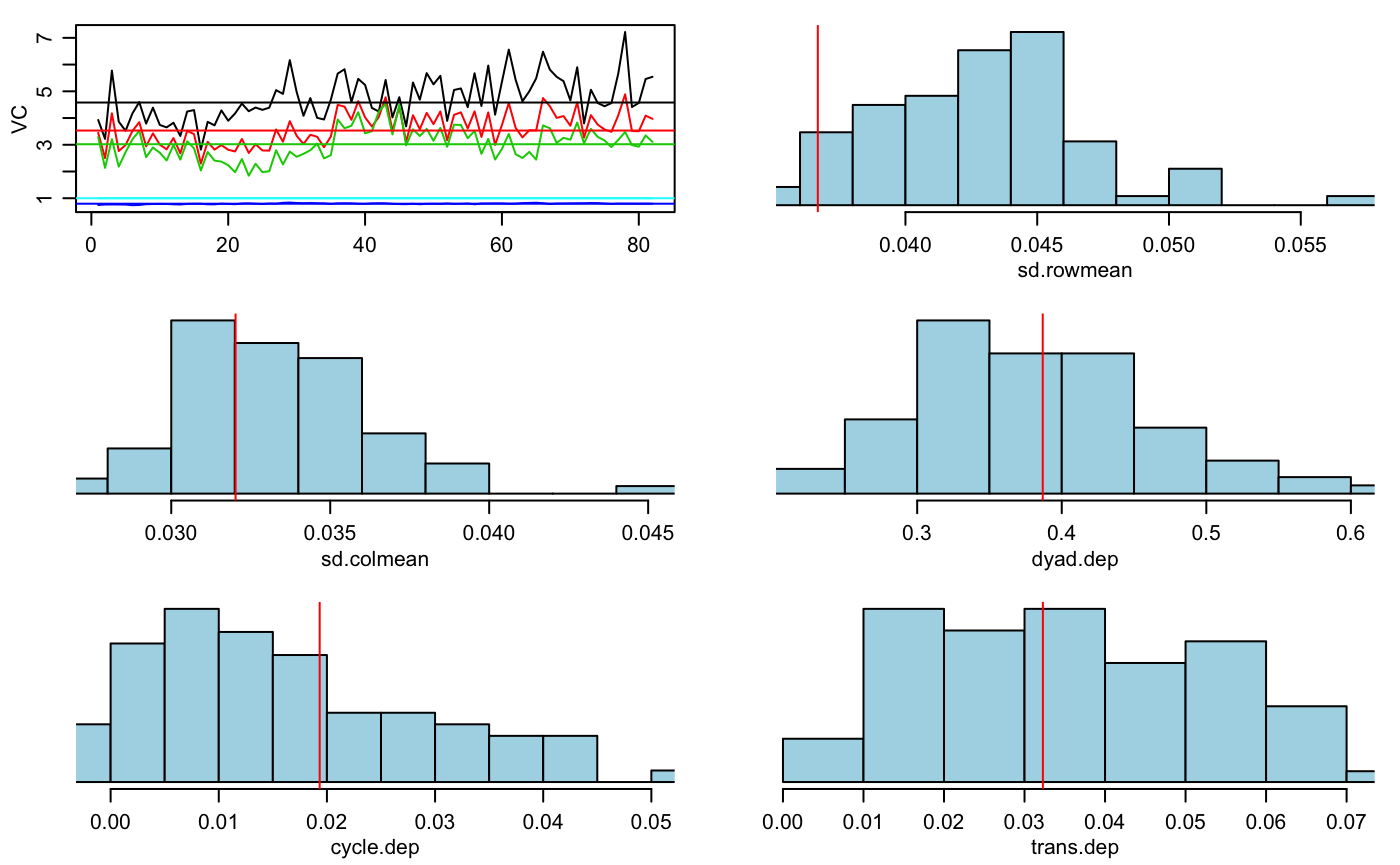 VC
7
5
3
1
0 20 40 60 80
0.040 0.045 0.050 0.055
sd.rowmean
0.030 0.035 0.040 0.045
sd.colmean
0.3 0.4 0.5 0.6
dyad.dep
0.00 0.01 0.02 0.03 0.04 0.05
cycle.dep
0.00 0.01 0.02 0.03 0.04 0.05 0.06 0.07
trans.dep